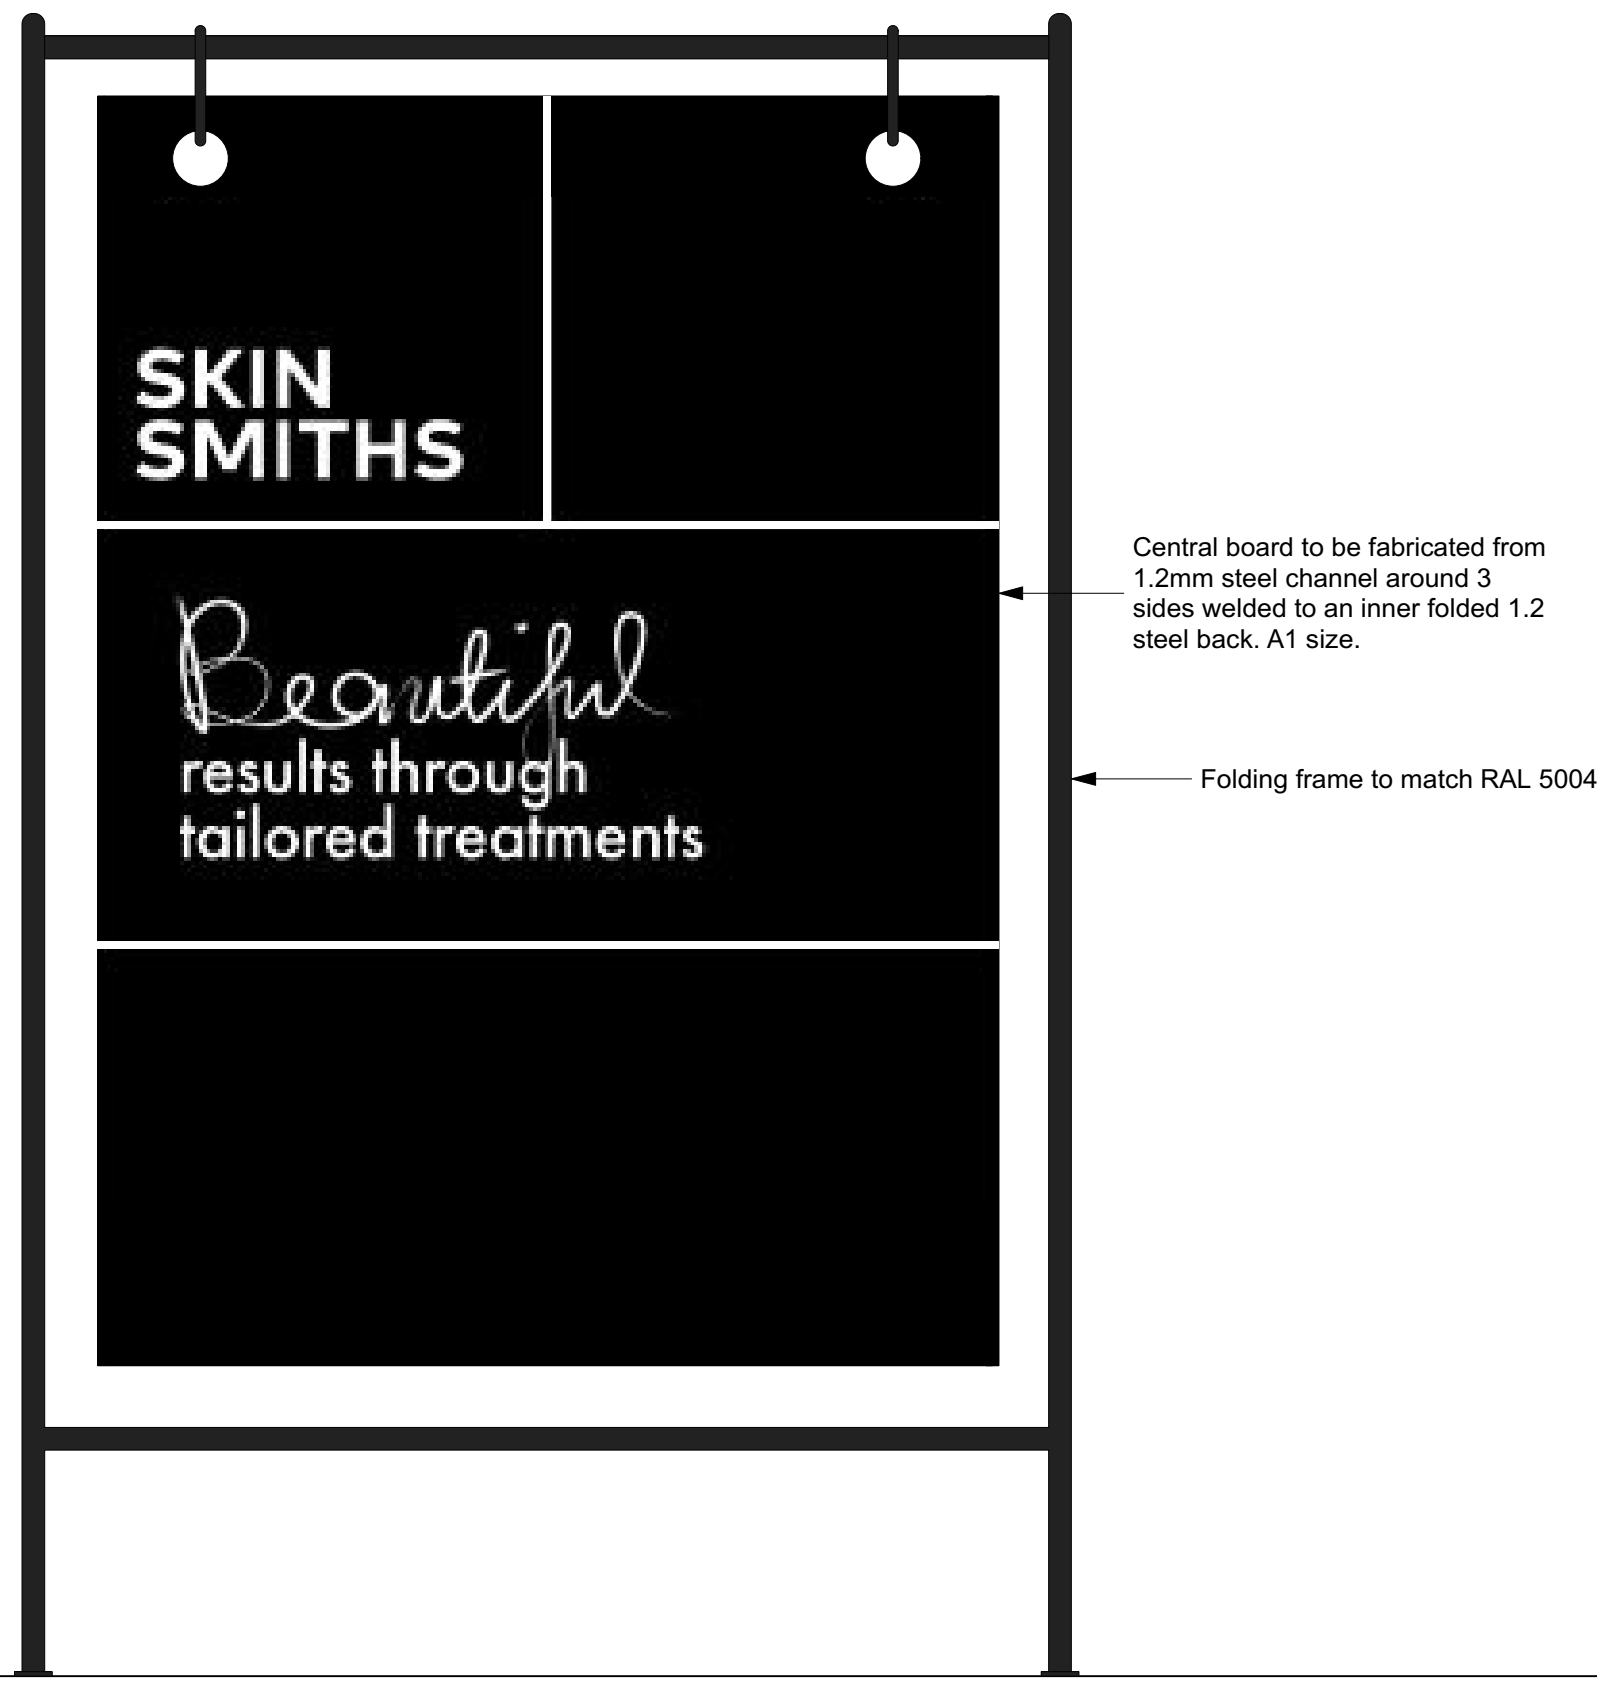 SKIN
SMITHS
Beautiful
results through
tailored treatments
Central board to be fabricated from
1.2mm steel channel around 3
sides welded to an inner folded 1.2
steel back. A1 size.
Folding frame to match RAL 5004